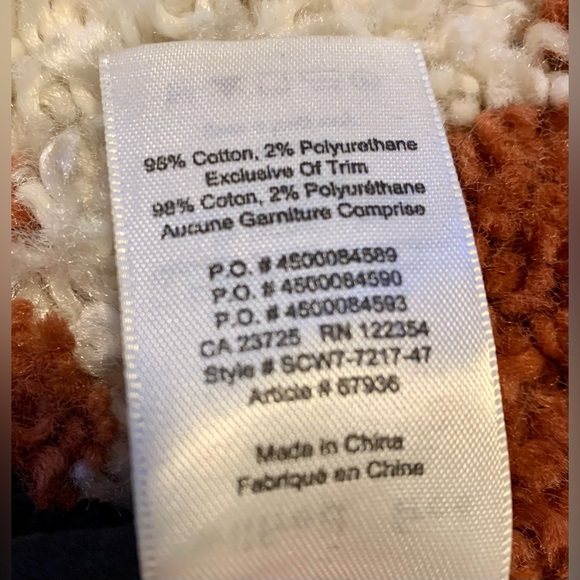 98% Cotton, 2% Polyurethane
Exclusive Of Trim
98% Coton, 2% Polyuréthane
Aucune Garniture Comprise
P.O. # 4500084589
P.O. # 4500084590
P.O. # 4500084593
CA 23725 RN 122354
Style # SCW7-7217-47
Article # 67936
Made in China
Fabriqué en Chine